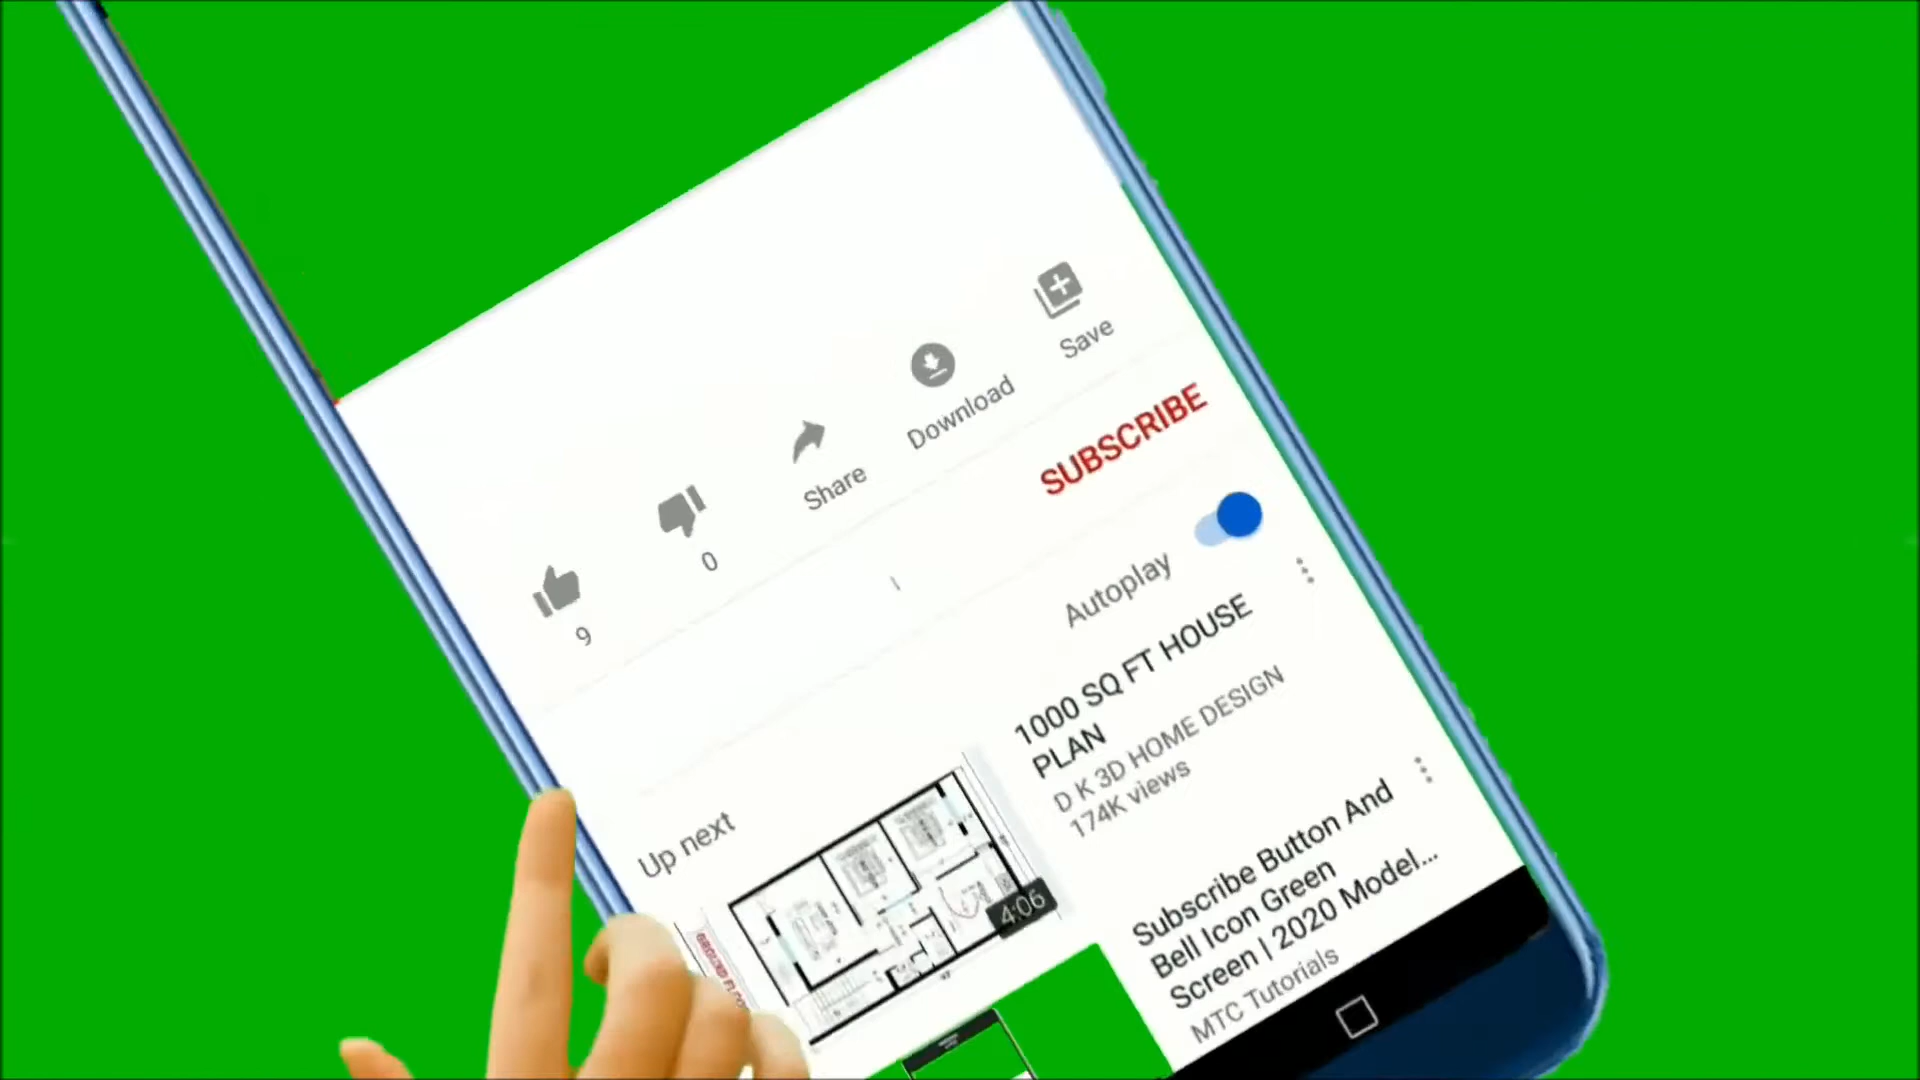 9
0
Share
Download
Save
SUBSCRIBE
Autoplay
Up next
1000 SQ FT HOUSE
PLAN
D K 3D HOME DESIGN
174K views
4:06
Subscribe Button And
Bell Icon Green
Screen | 2020 Model...
MTC Tutorials